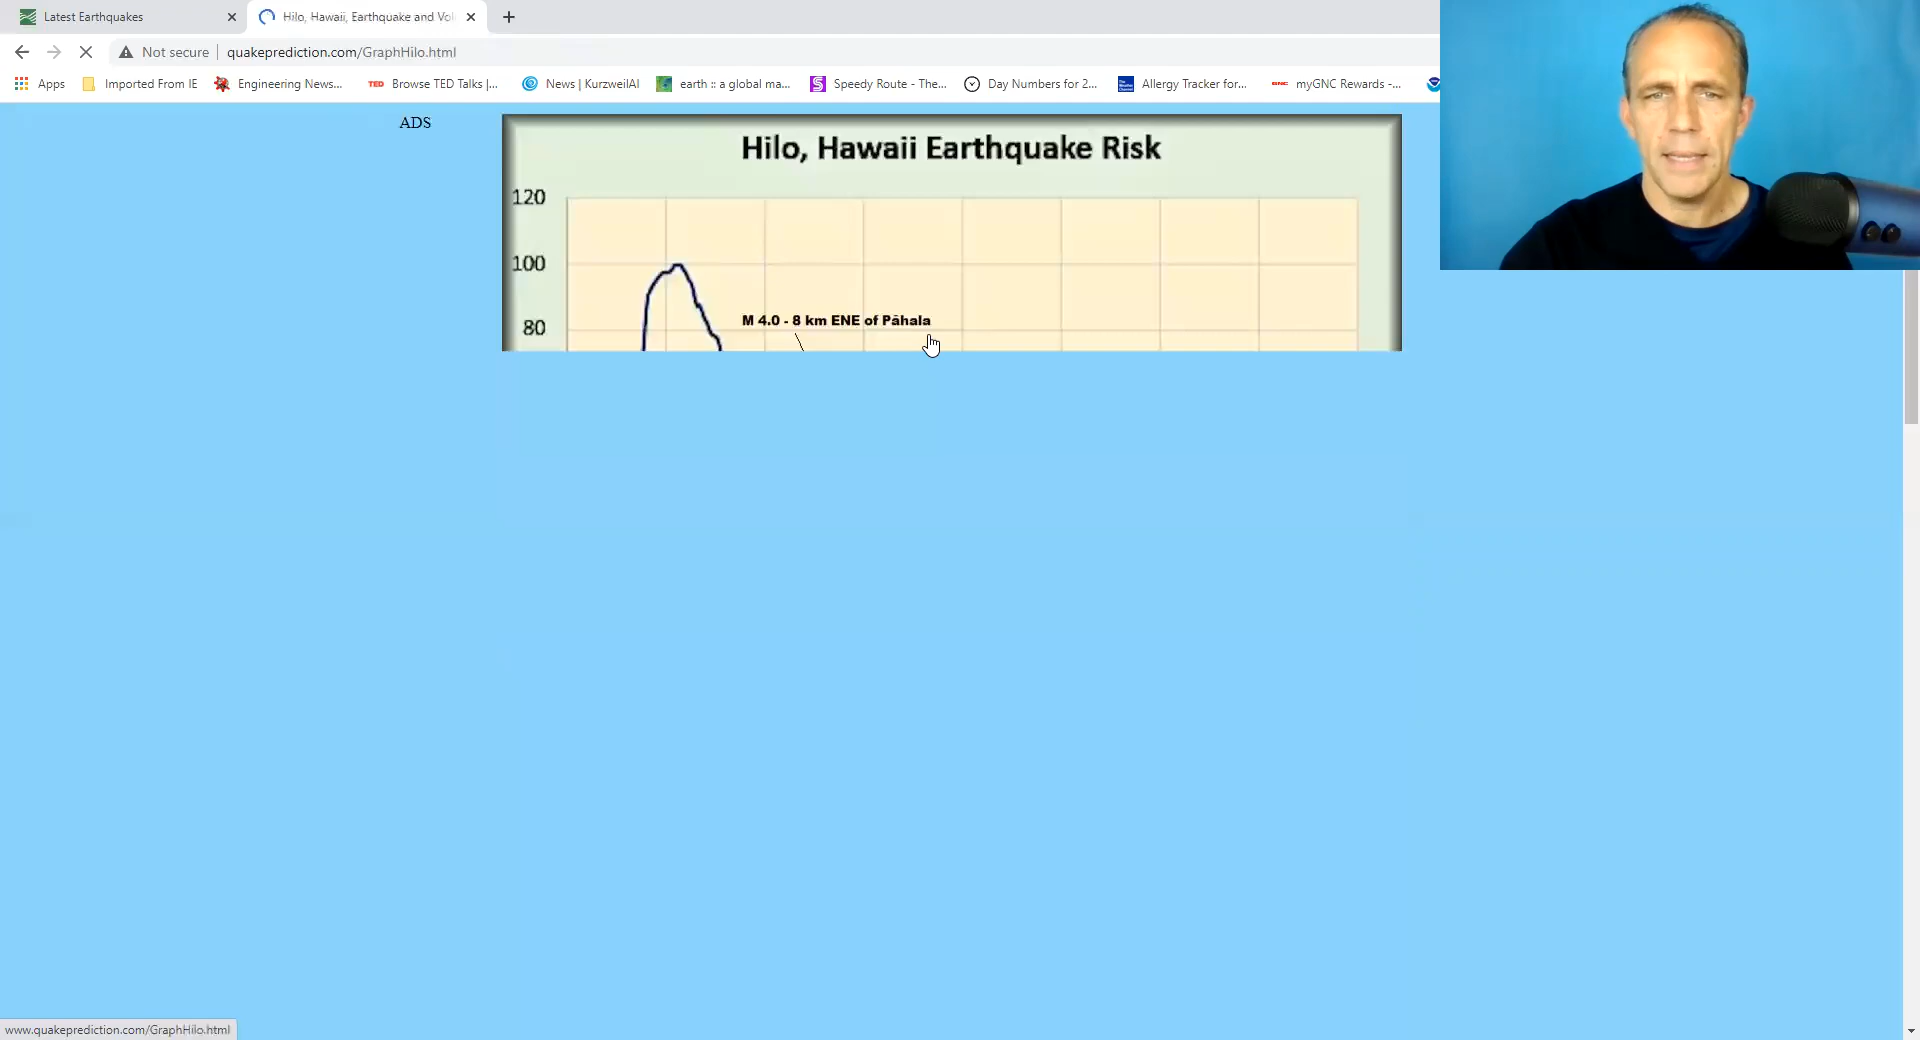 Latest Earthquakes
Hilo, Hawaii, Earthquake and Vol
Not secure
quakeprediction.com/GraphHilo.html
Apps
Imported From IE
Engineering News...
TED
Browse TED Talks |...
News | KurzweilAI
earth :: a global ma...
Speedy Route - The...
Day Numbers for 2...
Allergy Tracker for...
GNC
myGNC Rewards -...
ADS
Hilo, Hawaii Earthquake Risk
120
100
80
M 4.0 - 8 km ENE of Pāhala
www.quakeprediction.com/GraphHilo.html